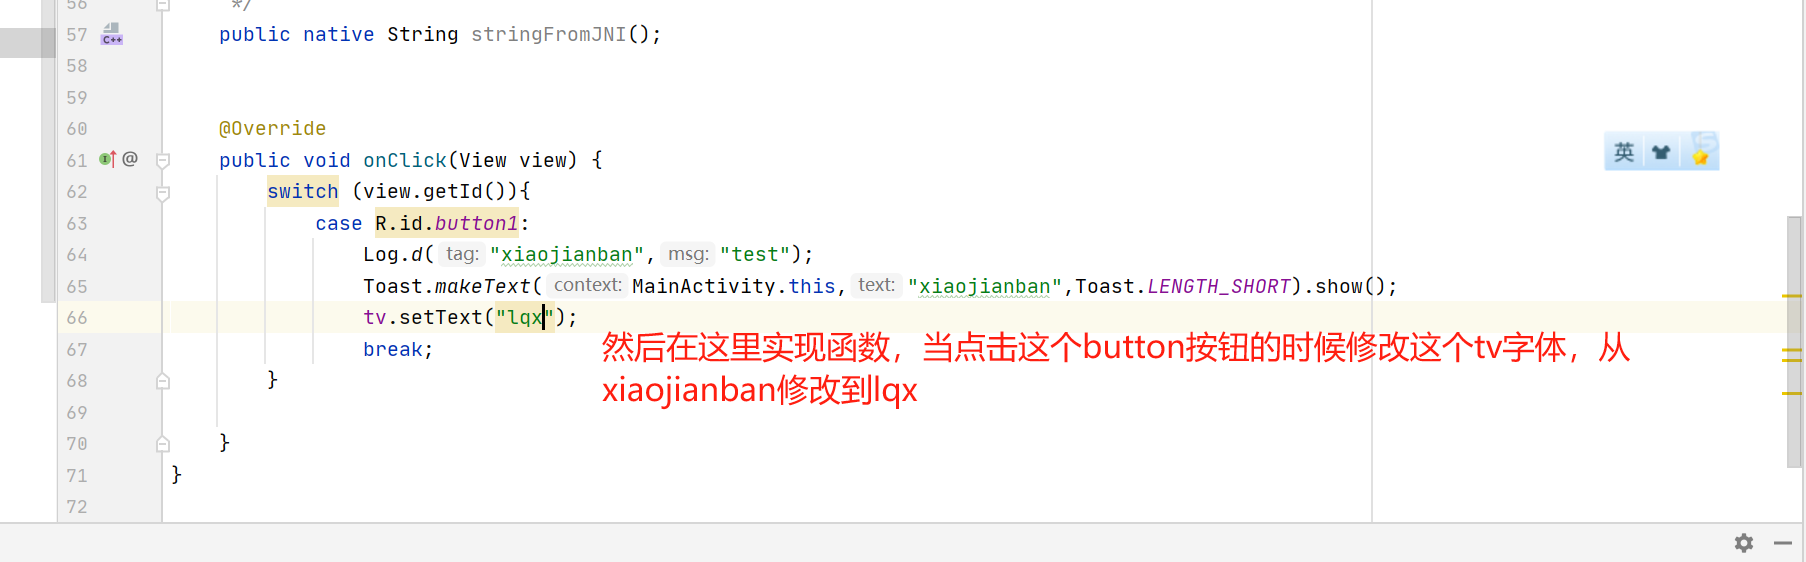 56 */
57 C++ public native String stringFromJNI();
58
59
60 @Override
61 @ public void onClick(View view) {
62 switch (view.getId()){
63 case R.id.button1:
64 Log.d( tag: "xiaojianban", msg: "test");
65 Toast.makeText( context: MainActivity.this, text: "xiaojianban",Toast.LENGTH_SHORT).show();
66 tv.setText("lqx");
67 break;
然后在这里实现函数，当点击这个button按钮的时候修改这个tv字体，从
xiaojianban修改到lqx
68 }
69
70 }
71 }
72
英